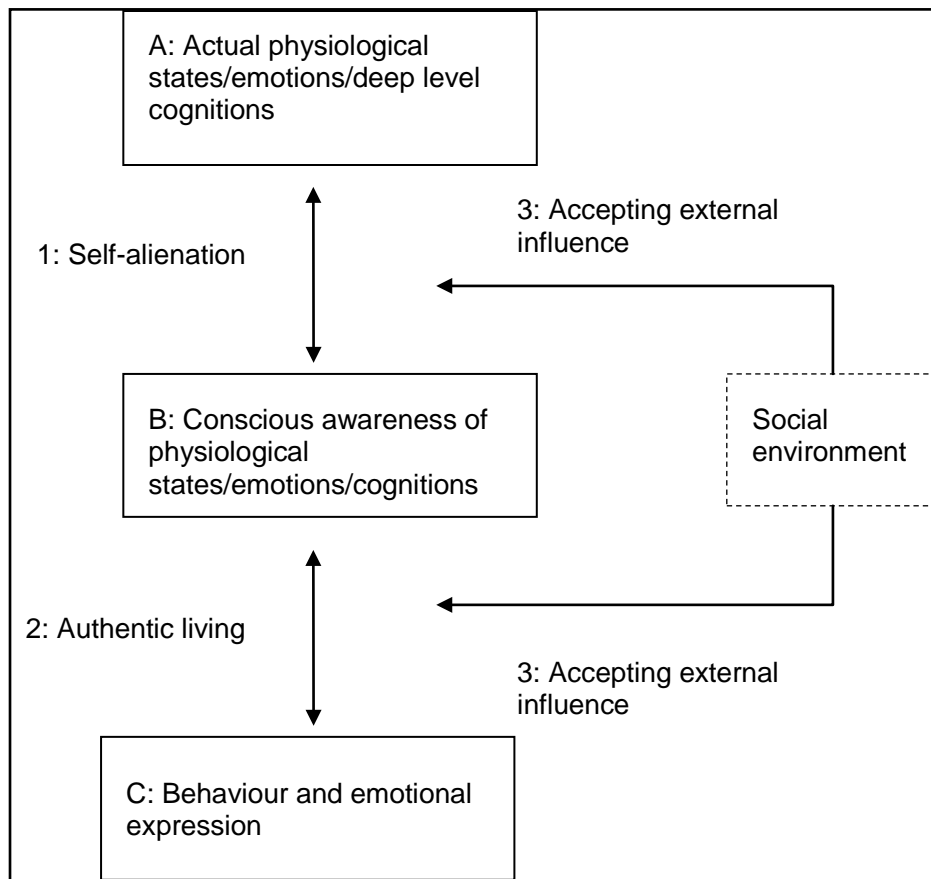 A: Actual physiological
states/emotions/deep level
cognitions
3: Accepting external
influence
1: Self-alienation
B: Conscious awareness of
physiological
states/emotions/cognitions
Social
environment
2: Authentic living
3: Accepting external
influence
C: Behaviour and emotional
expression